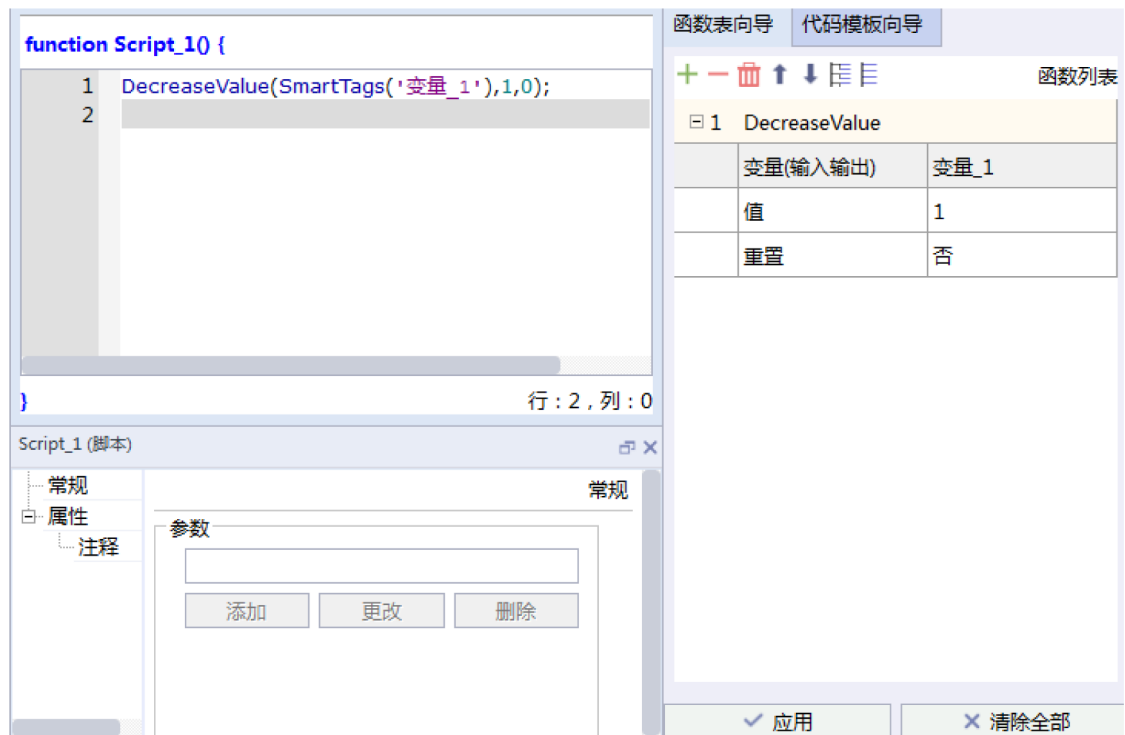 function Script_1() {
1 DecreaseValue(SmartTags('变量_1'),1,0);
2
}
行：2，列：0
Script_1 (脚本)
常规
属性
注释
常规
参数
添加 更改 删除
函数表向导 代码模板向导
函数列表
1 DecreaseValue
变量(输入输出) 变量_1
值 1
重置 否
应用 清除全部